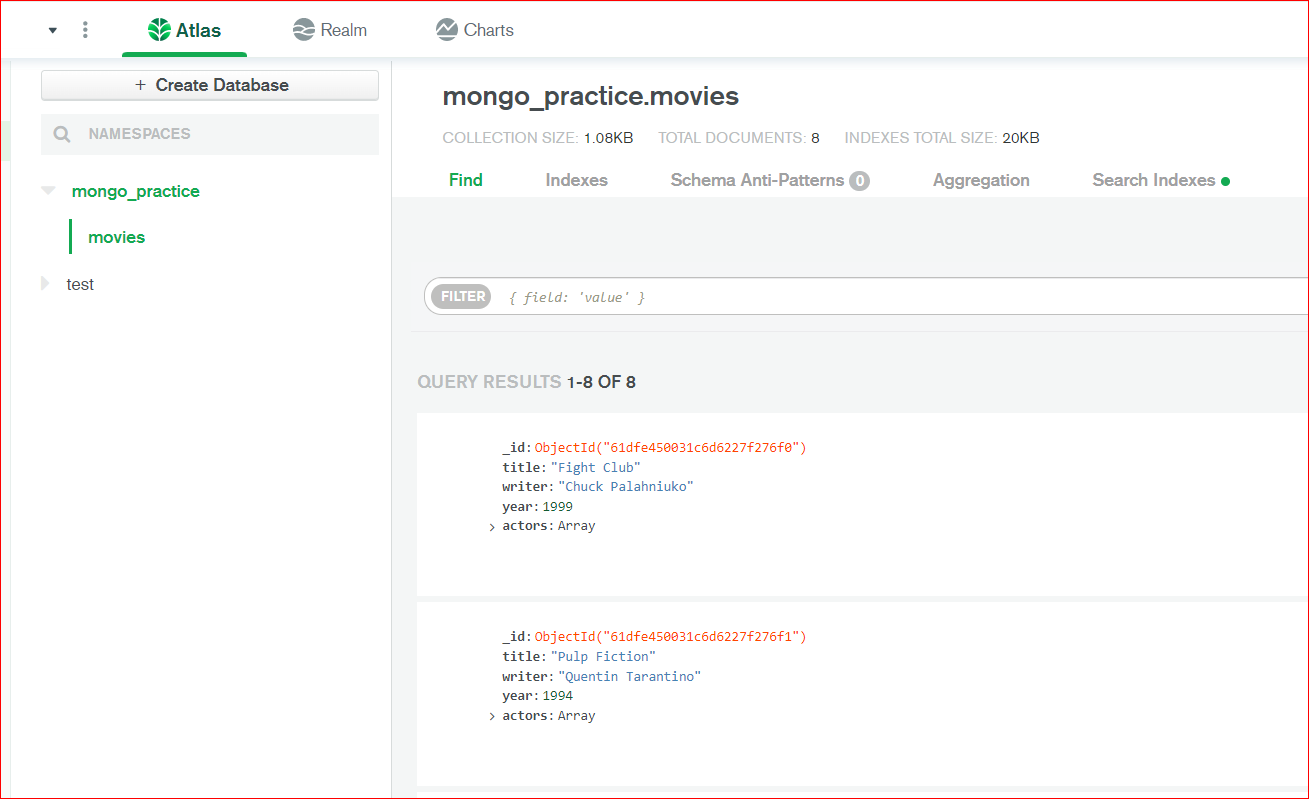 Atlas Realm Charts
+ Create Database
NAMESPACES
mongo_practice
movies
test
mongo_practice.movies
COLLECTION SIZE: 1.08KB TOTAL DOCUMENTS: 8 INDEXES TOTAL SIZE: 20KB
Find Indexes Schema Anti-Patterns 0 Aggregation Search Indexes
FILTER { field: 'value' }
QUERY RESULTS 1-8 OF 8
_id: ObjectId("61dfe450031c6d6227f276f0")
title: "Fight Club"
writer: "Chuck Palahniuko"
year: 1999
> actors: Array
_id: ObjectId("61dfe450031c6d6227f276f1")
title: "Pulp Fiction"
writer: "Quentin Tarantino"
year: 1994
> actors: Array